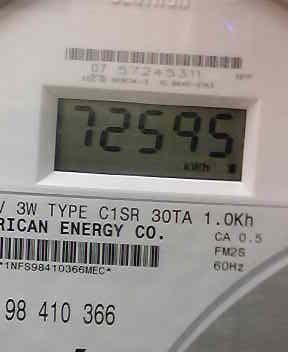 07 57245311
72595
kWh
V 3W TYPE C1SR 30TA 1.0Kh
RICAN ENERGY CO.
CA 0.5
FM2S
*1NFS98410366MEC*
60Hz
98 410 366